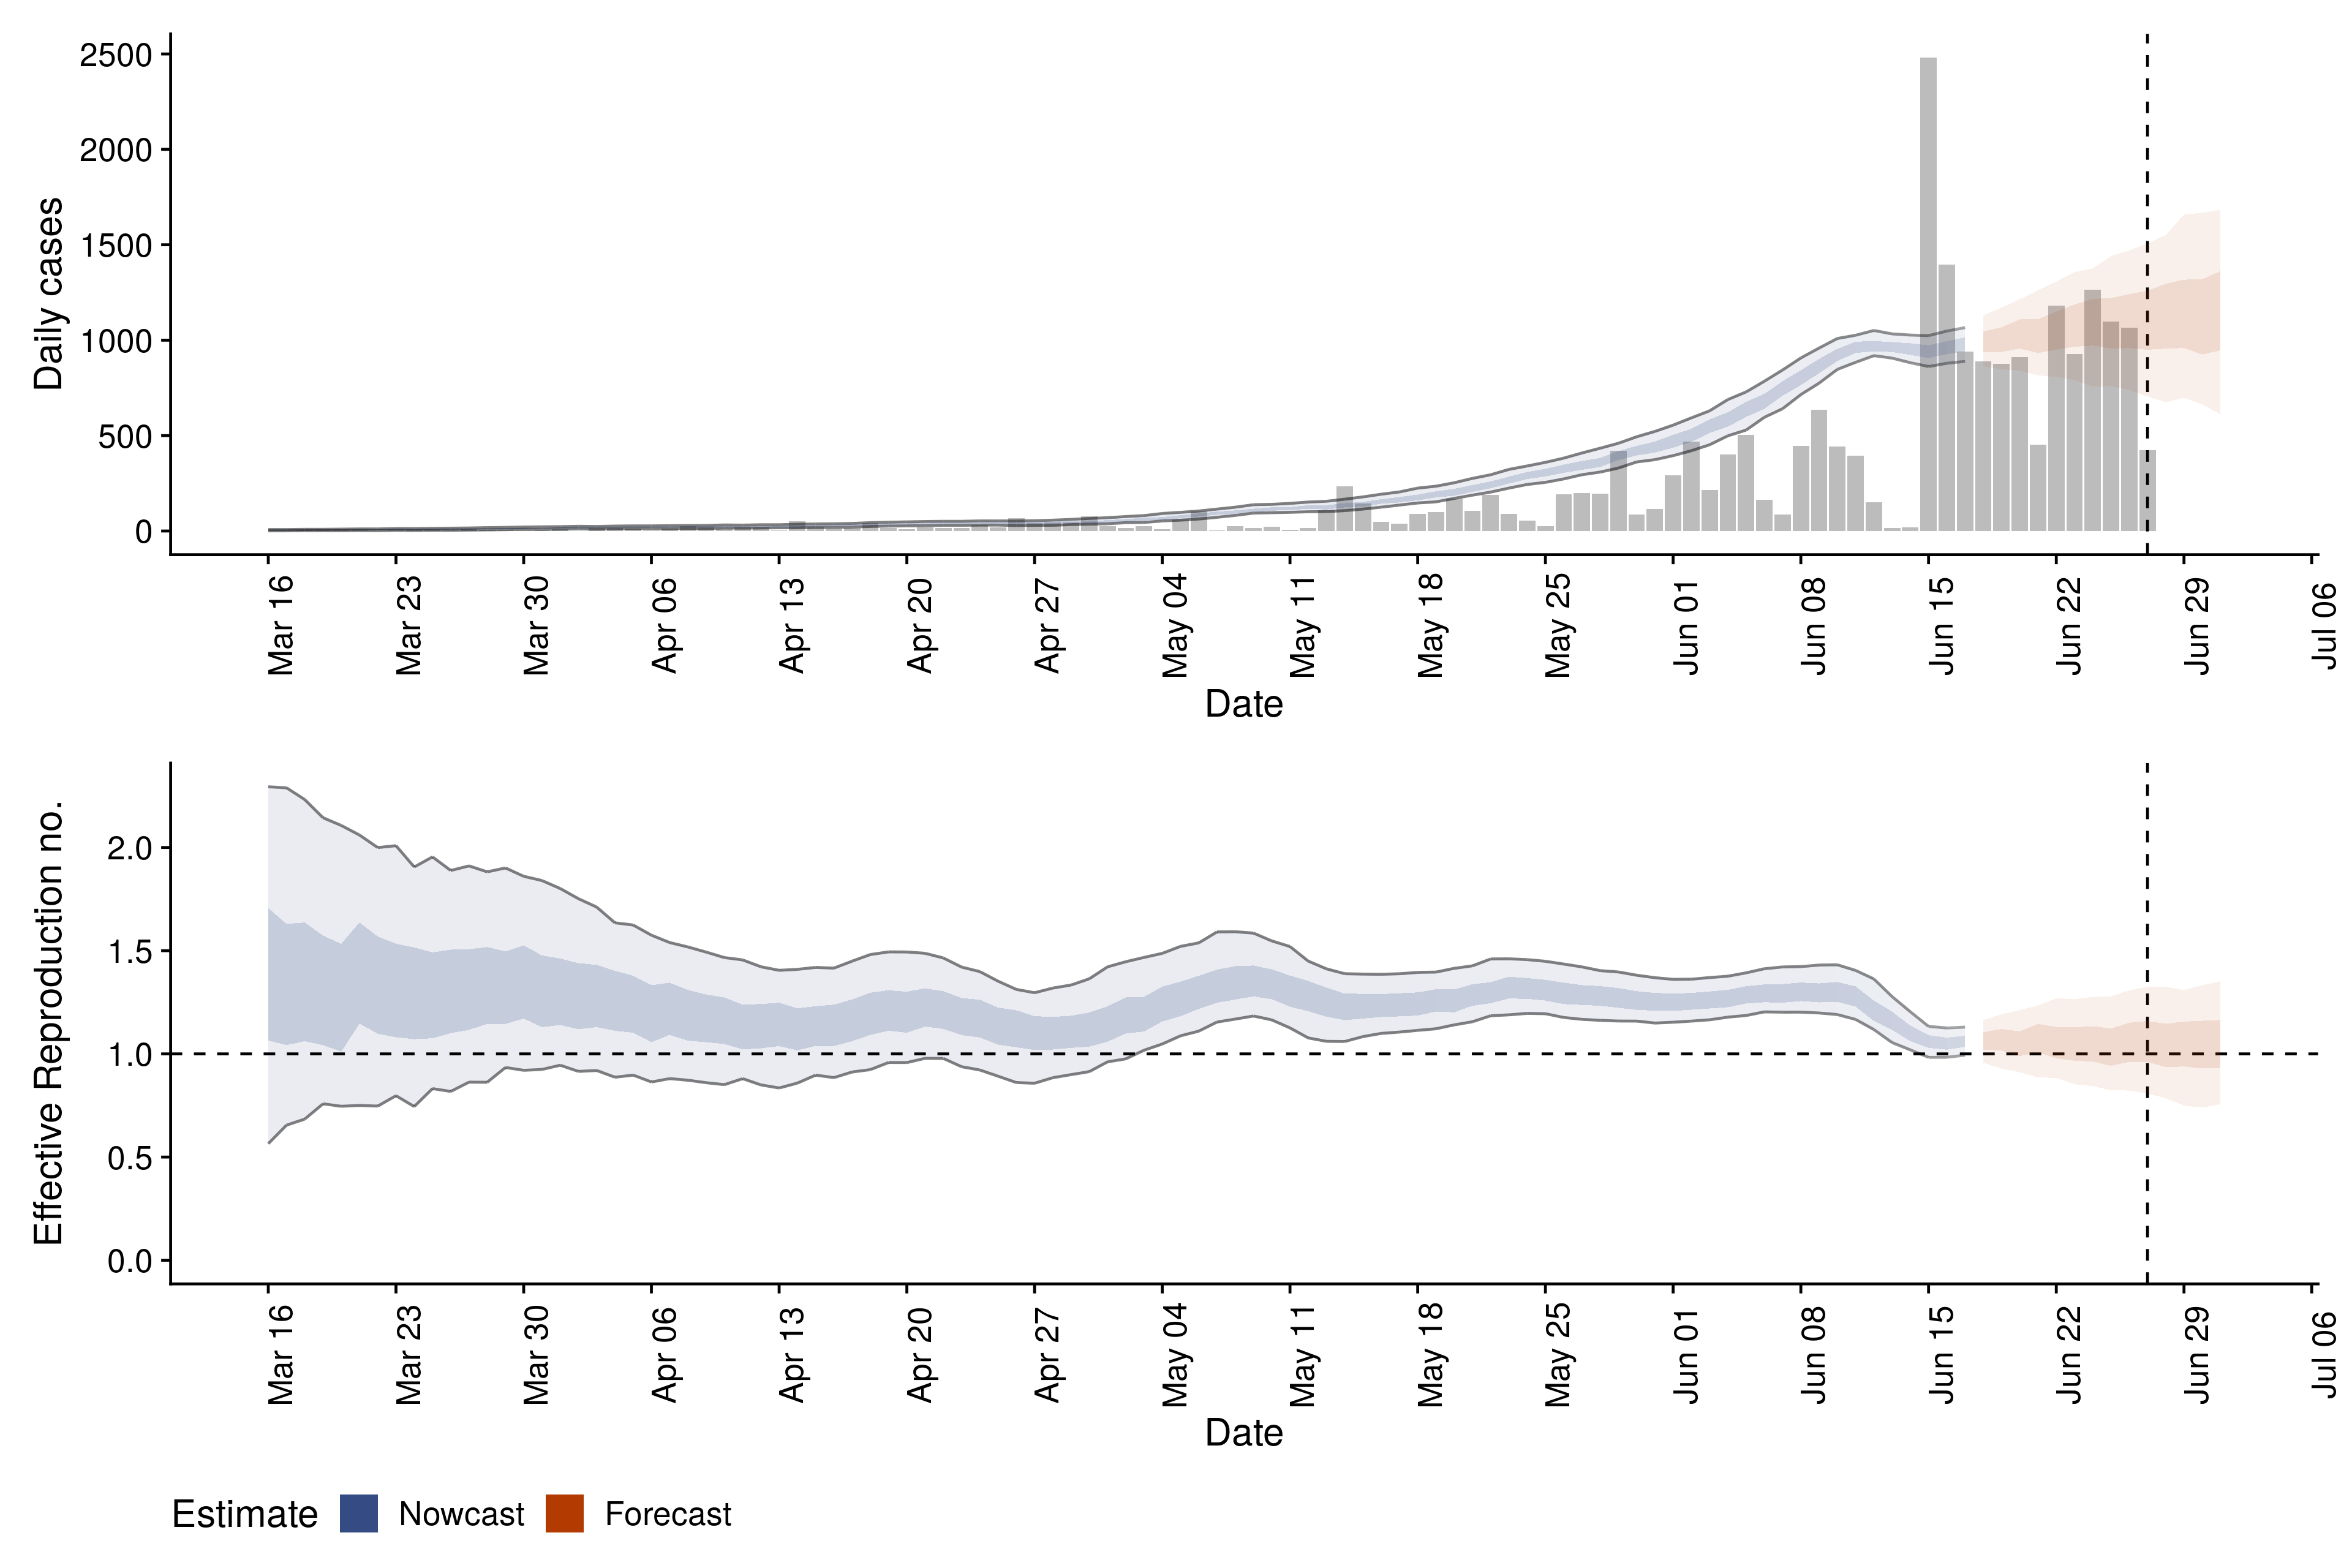 Daily cases
2500
2000
1500
1000
500
0
Mar 16 Mar 23 Mar 30 Apr 06 Apr 13 Apr 20 Apr 27 May 04 May 11 May 18 May 25 Jun 01 Jun 08 Jun 15 Jun 22 Jun 29 Jul 06
Date
Effective Reproduction no.
2.0
1.5
1.0
0.5
0.0
Mar 16 Mar 23 Mar 30 Apr 06 Apr 13 Apr 20 Apr 27 May 04 May 11 May 18 May 25 Jun 01 Jun 08 Jun 15 Jun 22 Jun 29 Jul 06
Date
Estimate Nowcast Forecast